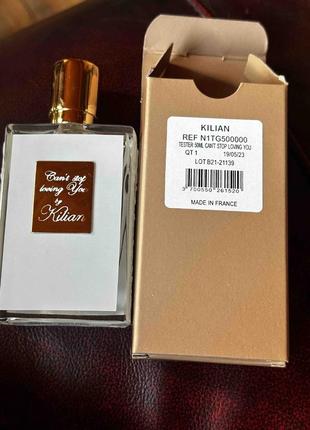 Can't stop
loving You
by
Kilian
KILIAN
REF N1TG500000
TESTER 50ML CAN'T STOP LOVING YOU
QT 1 19/05/23
LOT B21-21139
3 700550 261520
MADE IN FRANCE